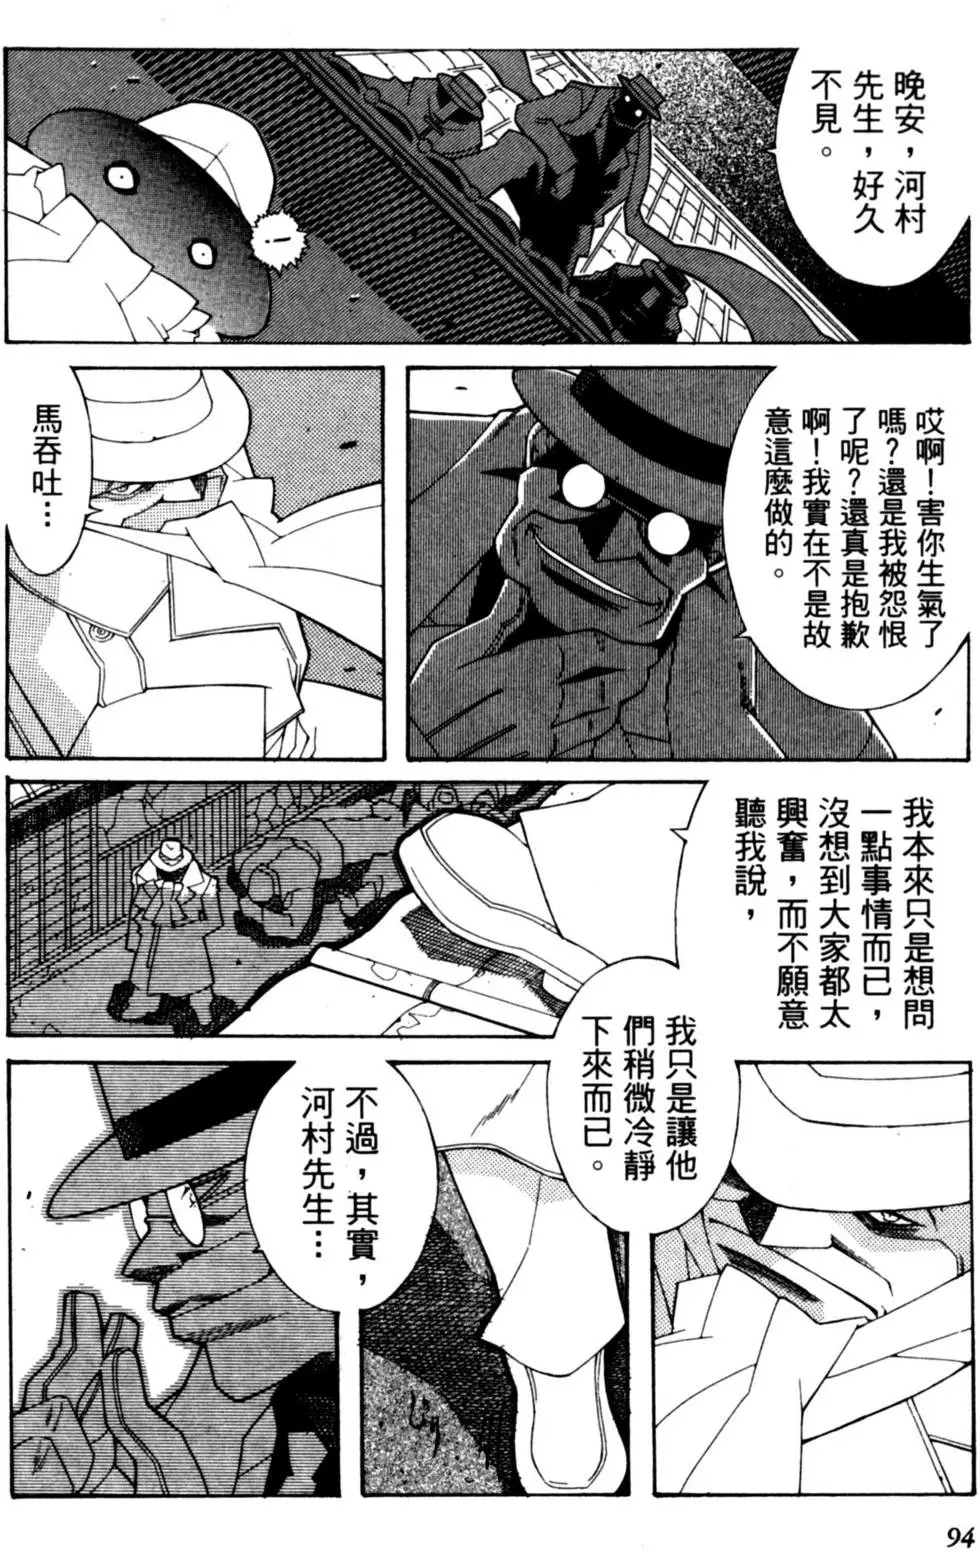 晚安，河村
先生，好久
不見。
！
哎啊！害你生氣了
嗎？還是我被怨恨
了呢？還真是抱歉
啊！我實在不是故
意這麼做的。
馬吞吐…
我本來只是想問
一點事情而已，
沒想到大家都太
興奮，而不願意
聽我說，
我只是讓他
們稍微冷靜
下來而已。
じり
不過，其實，
河村先生…
94